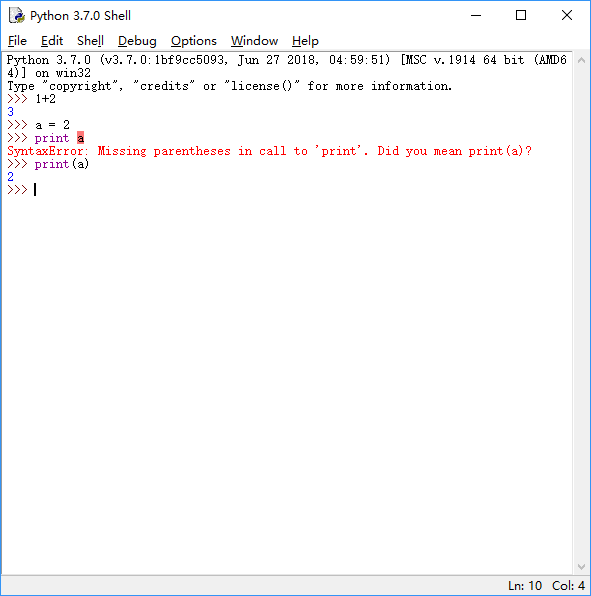 Python 3.7.0 Shell
File Edit Shell Debug Options Window Help
Python 3.7.0 (v3.7.0:1bf9cc5093, Jun 27 2018, 04:59:51) [MSC v.1914 64 bit (AMD6
4)] on win32
Type "copyright", "credits" or "license()" for more information.
>>> 1+2
3
>>> a = 2
>>> print a
SyntaxError: Missing parentheses in call to 'print'. Did you mean print(a)?
>>> print(a)
2
>>>
Ln: 10 Col: 4